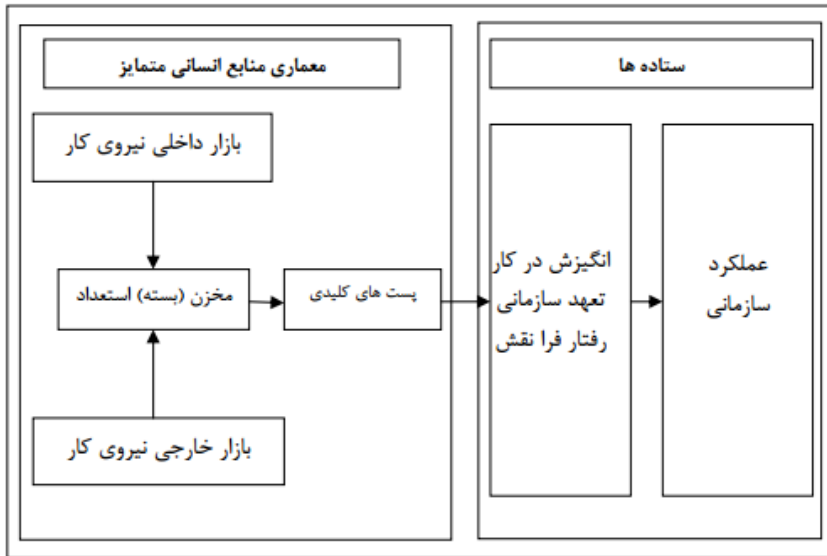 معماری منابع انسانی متمایز
ستاده ها
بازار داخلی نیروی کار
مخزن (بسته) استعداد
پست های کلیدی
بازار خارجی نیروی کار
انگیزش در کار
تعهد سازمانی
رفتار فرا نقش
عملکرد
سازمانی